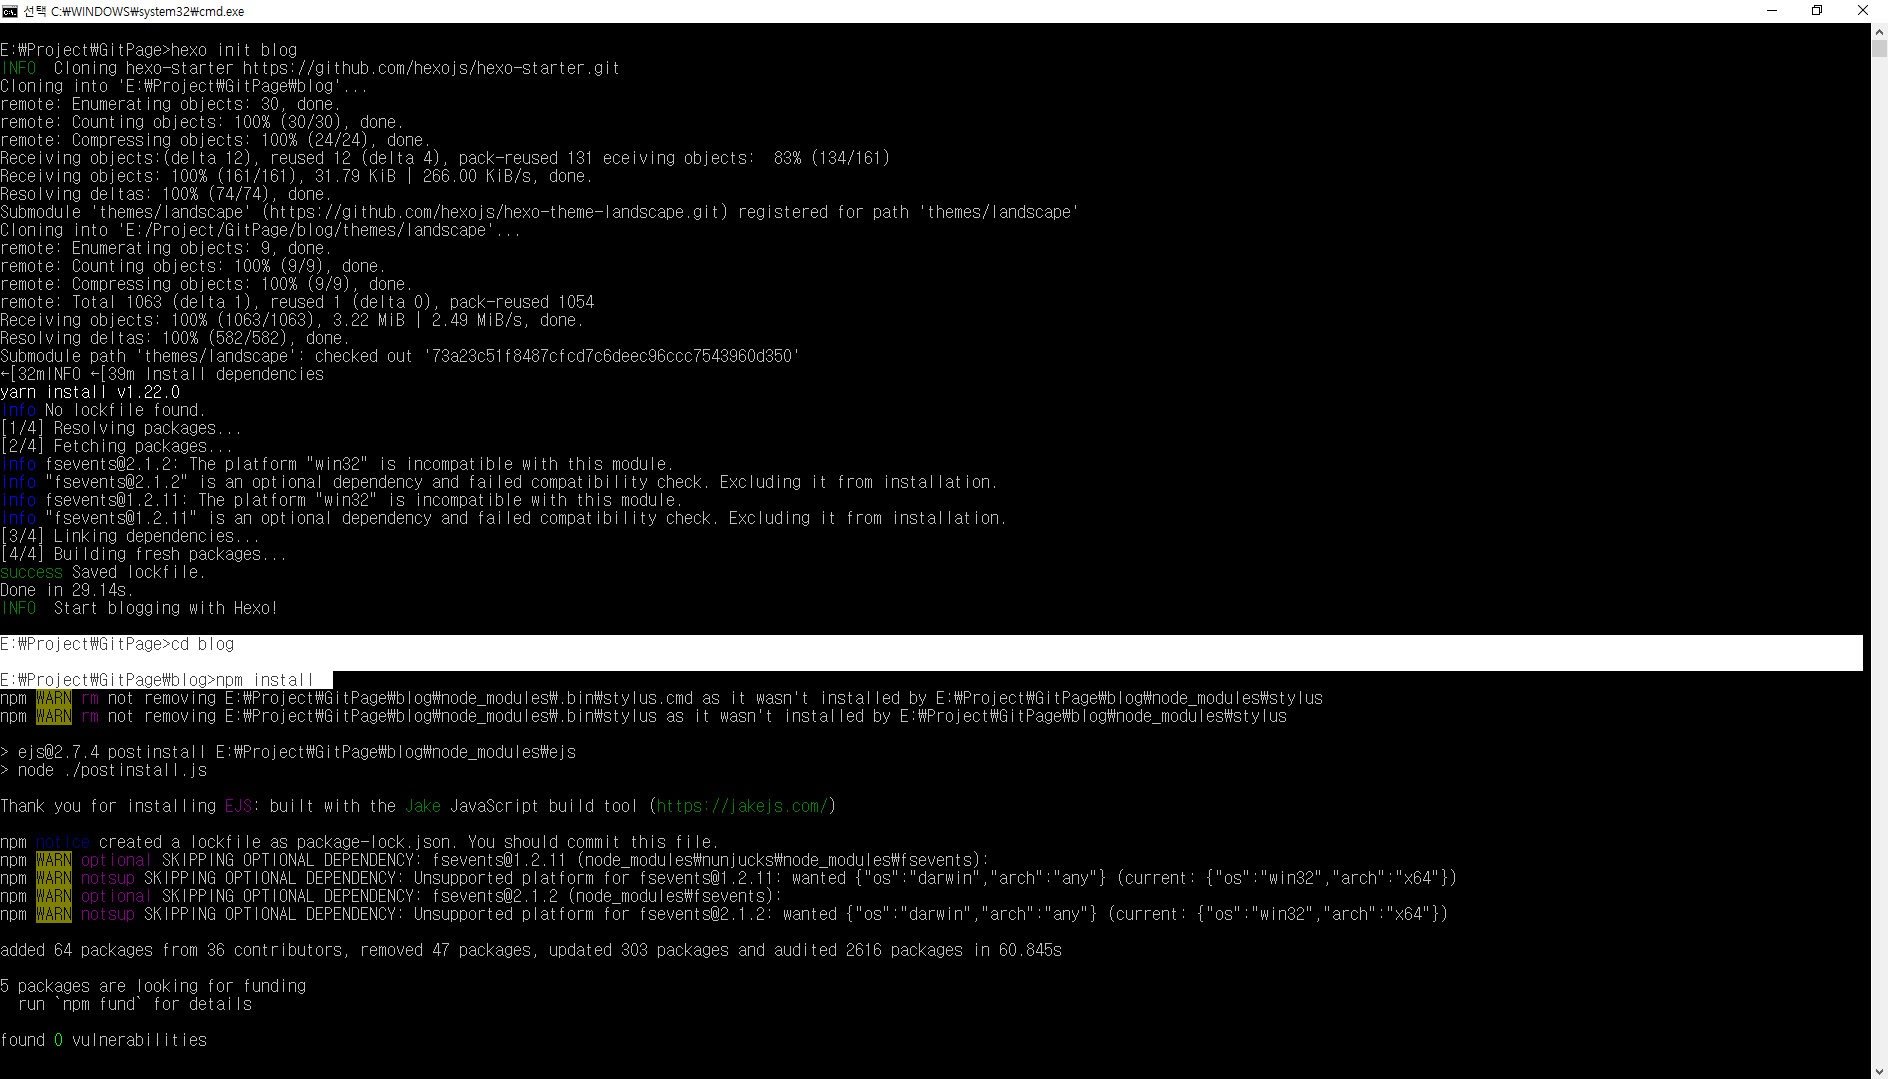 선택 C:₩WINDOWS₩system32₩cmd.exe
E:₩Project₩GitPage>hexo init blog
INFO  Cloning hexo-starter https://github.com/hexojs/hexo-starter.git
Cloning into 'E:₩Project₩GitPage₩blog'...
remote: Enumerating objects: 30, done.
remote: Counting objects: 100% (30/30), done.
remote: Compressing objects: 100% (24/24), done.
Receiving objects:(delta 12), reused 12 (delta 4), pack-reused 131 eceiving objects:  83% (134/161)
Receiving objects: 100% (161/161), 31.79 KiB | 266.00 KiB/s, done.
Resolving deltas: 100% (74/74), done.
Submodule 'themes/landscape' (https://github.com/hexojs/hexo-theme-landscape.git) registered for path 'themes/landscape'
Cloning into 'E:/Project/GitPage/blog/themes/landscape'...
remote: Enumerating objects: 9, done.
remote: Counting objects: 100% (9/9), done.
remote: Compressing objects: 100% (9/9), done.
remote: Total 1063 (delta 1), reused 1 (delta 0), pack-reused 1054
Receiving objects: 100% (1063/1063), 3.22 MiB | 2.49 MiB/s, done.
Resolving deltas: 100% (582/582), done.
Submodule path 'themes/landscape': checked out '73a23c51f8487cfcd7c6deec96ccc7543960d350'
←[32mINFO ←[39m Install dependencies
yarn install v1.22.0
info No lockfile found.
[1/4] Resolving packages...
[2/4] Fetching packages...
info fsevents@2.1.2: The platform "win32" is incompatible with this module.
info "fsevents@2.1.2" is an optional dependency and failed compatibility check. Excluding it from installation.
info fsevents@1.2.11: The platform "win32" is incompatible with this module.
info "fsevents@1.2.11" is an optional dependency and failed compatibility check. Excluding it from installation.
[3/4] Linking dependencies...
[4/4] Building fresh packages...
success Saved lockfile.
Done in 29.14s.
INFO  Start blogging with Hexo!
E:₩Project₩GitPage>cd blog
E:₩Project₩GitPage₩blog>npm install
npm WARN rm not removing E:₩Project₩GitPage₩blog₩node_modules₩.bin₩stylus.cmd as it wasn't installed by E:₩Project₩GitPage₩blog₩node_modules₩stylus
npm WARN rm not removing E:₩Project₩GitPage₩blog₩node_modules₩.bin₩stylus as it wasn't installed by E:₩Project₩GitPage₩blog₩node_modules₩stylus
> ejs@2.7.4 postinstall E:₩Project₩GitPage₩blog₩node_modules₩ejs
> node ./postinstall.js
Thank you for installing EJS: built with the Jake JavaScript build tool (https://jakejs.com/)
npm notice created a lockfile as package-lock.json. You should commit this file.
npm WARN optional SKIPPING OPTIONAL DEPENDENCY: fsevents@1.2.11 (node_modules₩nunjucks₩node_modules₩fsevents):
npm WARN notsup SKIPPING OPTIONAL DEPENDENCY: Unsupported platform for fsevents@1.2.11: wanted {"os":"darwin","arch":"any"} (current: {"os":"win32","arch":"x64"})
npm WARN optional SKIPPING OPTIONAL DEPENDENCY: fsevents@2.1.2 (node_modules₩fsevents):
npm WARN notsup SKIPPING OPTIONAL DEPENDENCY: Unsupported platform for fsevents@2.1.2: wanted {"os":"darwin","arch":"any"} (current: {"os":"win32","arch":"x64"})
added 64 packages from 36 contributors, removed 47 packages, updated 303 packages and audited 2616 packages in 60.845s
5 packages are looking for funding
  run `npm fund` for details
found 0 vulnerabilities